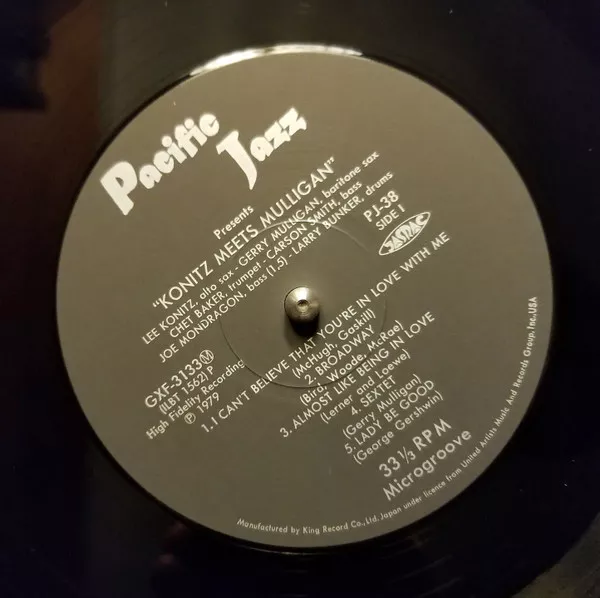 Pacific
Jazz
Presents
"KONITZ MEETS MULLIGAN"
LEE KONITZ, alto sax - GERRY MULLIGAN, baritone sax
CHET BAKER, trumpet - CARSON SMITH, bass
JOE MONDRAGON, bass (1,5) - LARRY BUNKER, drums
GXF-3133 M
(ILBT 1562) P
High Fidelity Recording
Ⓟ 1979
PJ-38
SIDE 1
JASRAC
1. I CAN'T BELIEVE THAT YOU'RE IN LOVE WITH ME
(McHugh, Gaskill)
2. BROADWAY
(Bird, Woode, McRae)
3. ALMOST LIKE BEING IN LOVE
(Lerner and Loewe)
4. SEXTET
(Gerry Mulligan)
5. LADY BE GOOD
(George Gershwin)
33 1/3 RPM
Microgroove
Manufactured by King Record Co., Ltd. Japan under licence from United Artists Music And Records Group, Inc., USA